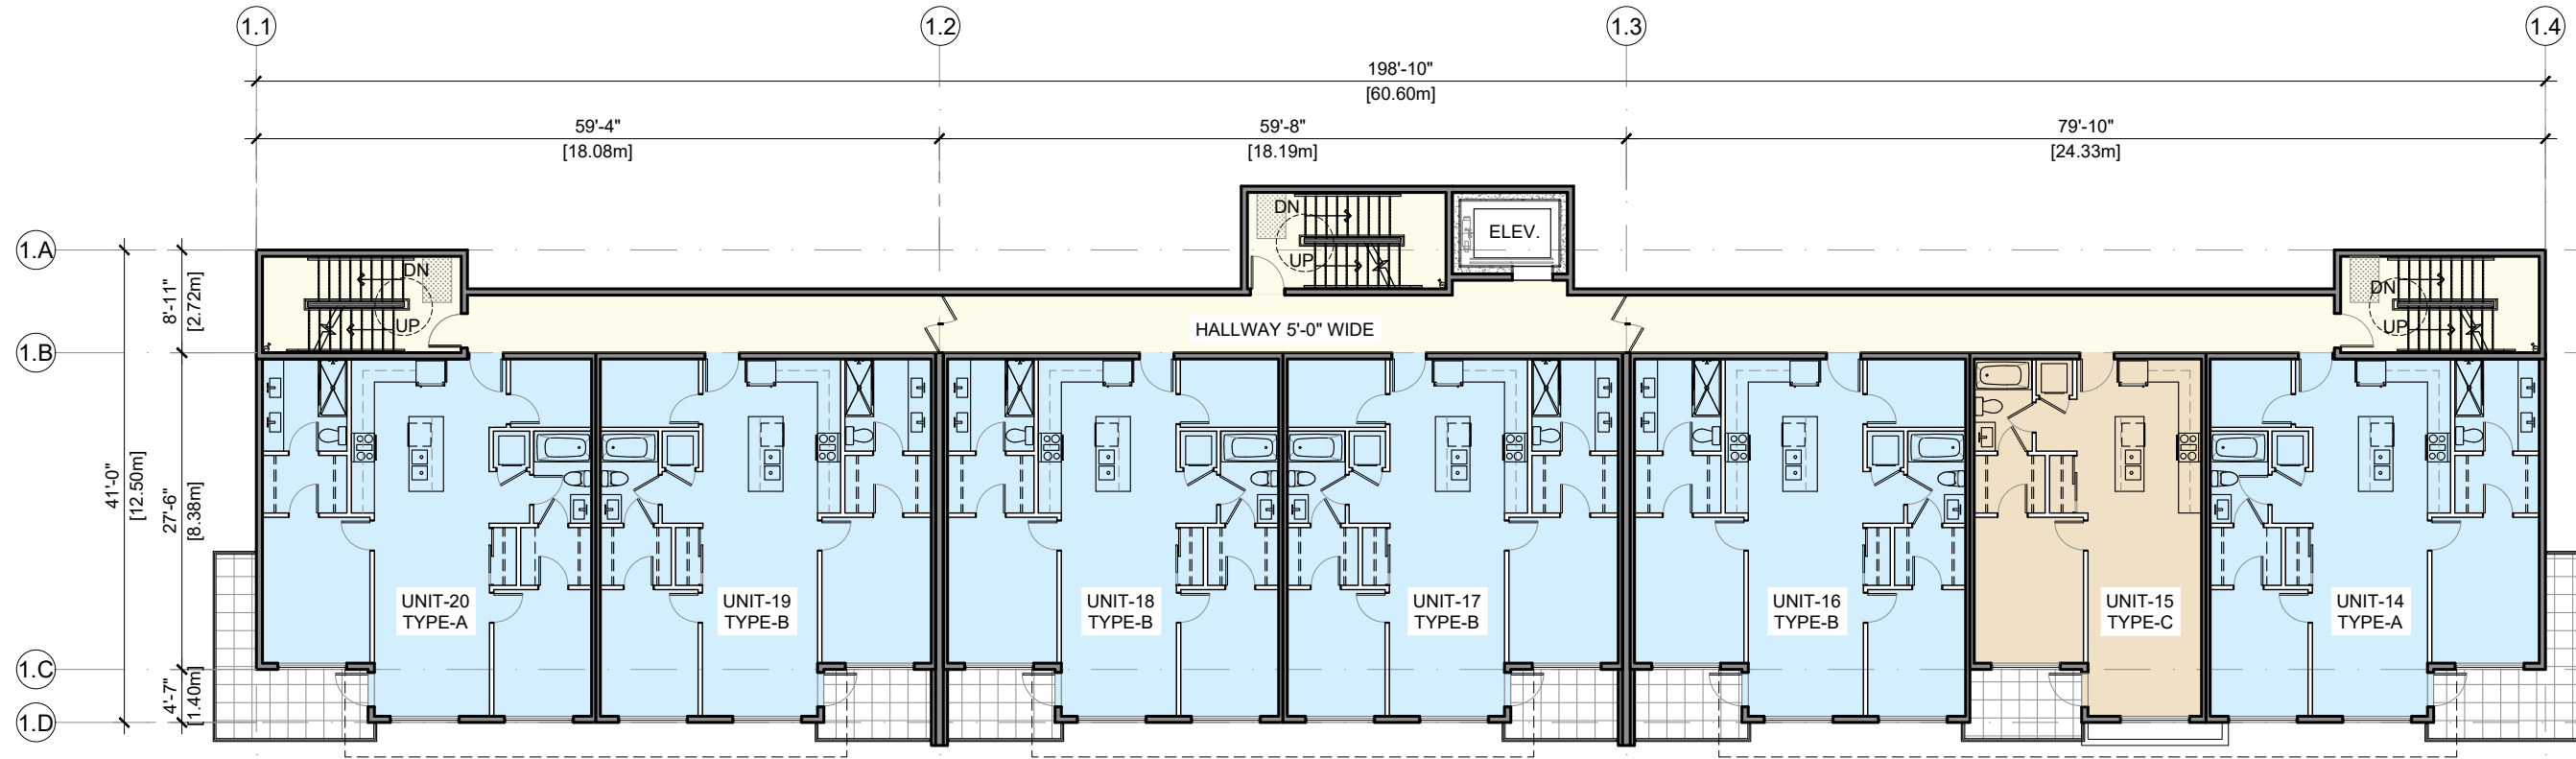 1.1
1.2
1.3
1.4
198'-10"
[60.60m]
59'-4"
[18.08m]
59'-8"
[18.19m]
79'-10"
[24.33m]
1.A
1.B
1.C
1.D
41'-0"
[12.50m]
8'-11"
[2.72m]
27'-6"
[8.38m]
4'-7"
[1.40m]
DN
UP
DN
UP
ELEV.
DN
UP
HALLWAY 5'-0" WIDE
UNIT-20
TYPE-A
UNIT-19
TYPE-B
UNIT-18
TYPE-B
UNIT-17
TYPE-B
UNIT-16
TYPE-B
UNIT-15
TYPE-C
UNIT-14
TYPE-A